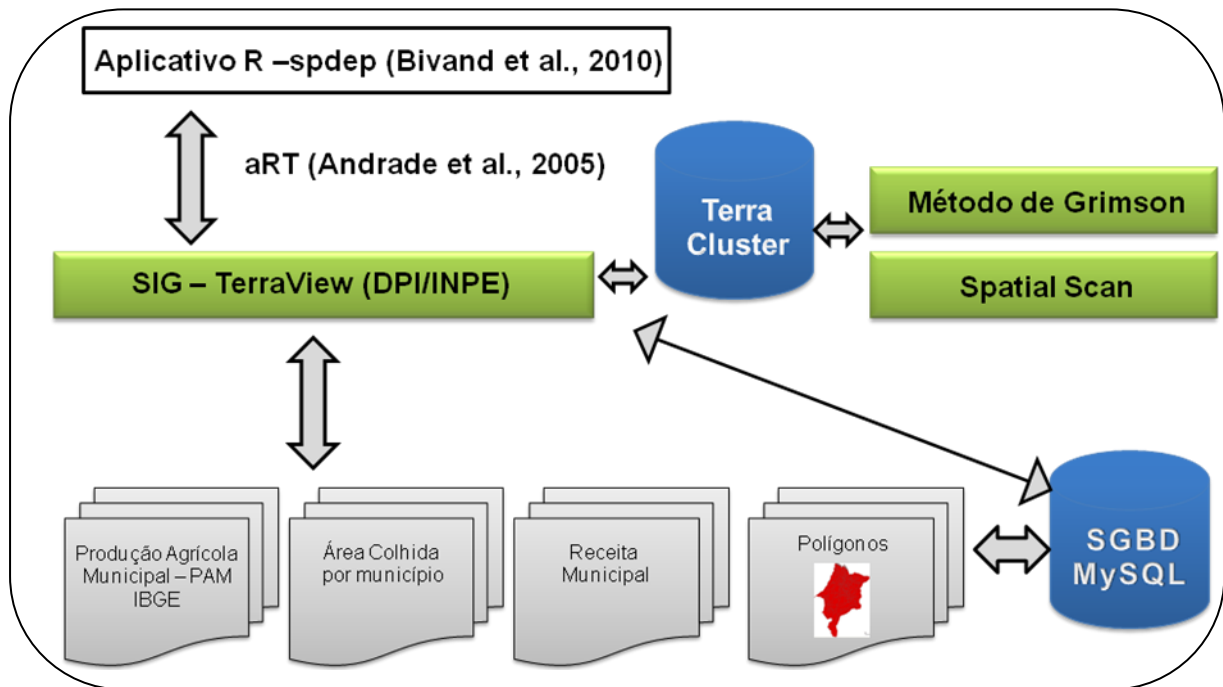 Aplicativo R –spdep (Bivand et al., 2010)
aRT (Andrade et al., 2005)
SIG – TerraView (DPI/INPE)
Terra
Cluster
Método de Grimson
Spatial Scan
Produção Agrícola
Municipal – PAM
IBGE
Área Colhida
por município
Receita
Municipal
Polígonos
SGBD
MySQL